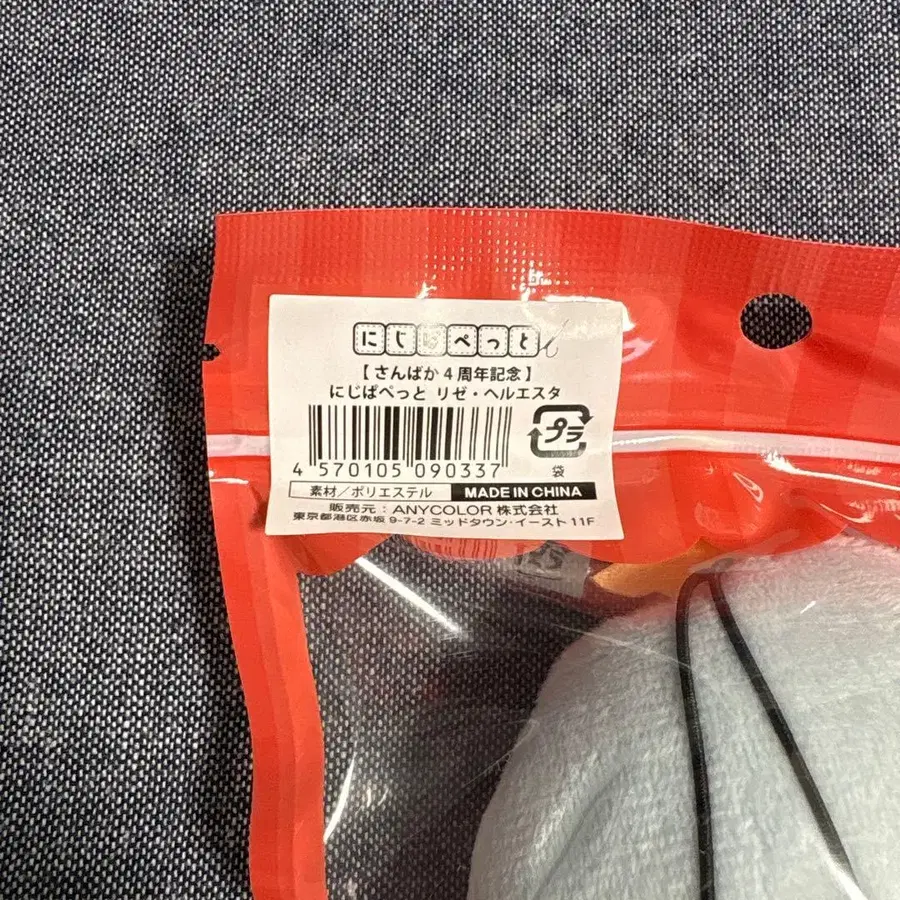 にじぱぺっと
【さんばか4周年記念】
にじぱぺっと リゼ・ヘルエスタ
4 570105 090337
プラ
袋
素材／ポリエステル MADE IN CHINA
販売元：ANYCOLOR 株式会社
東京都港区赤坂 9-7-2 ミッドタウン・イースト 11F